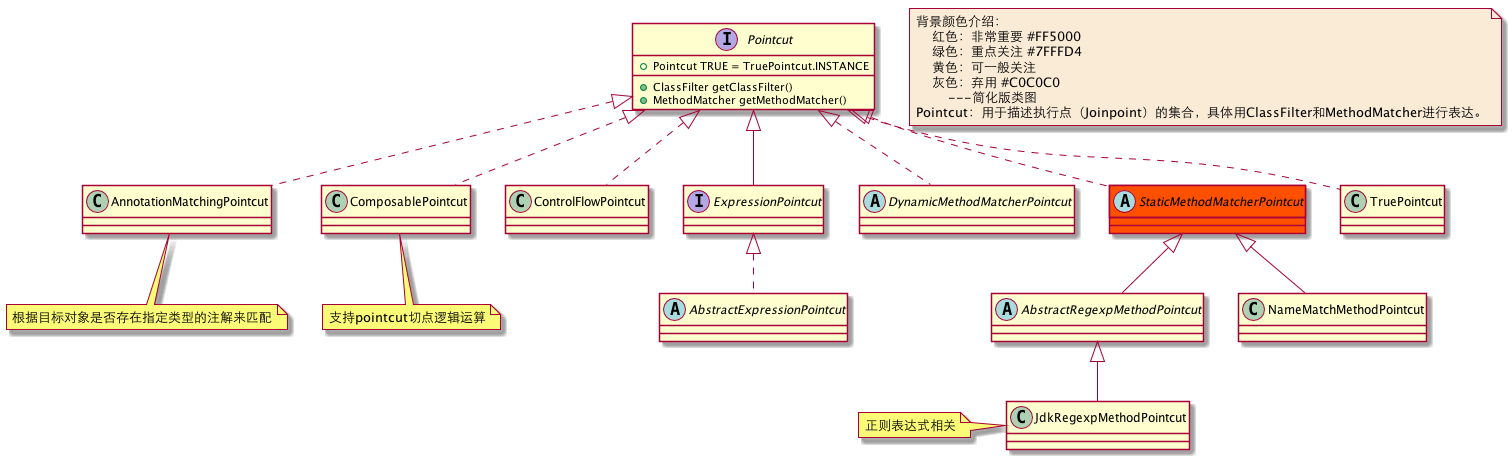 I Pointcut
Pointcut TRUE = TruePointcut.INSTANCE
ClassFilter getClassFilter()
MethodMatcher getMethodMatcher()
背景颜色介绍：
红色：非常重要 #FF5000
绿色：重点关注 #7FFFD4
黄色：可一般关注
灰色：弃用 #C0C0C0
---简化版类图
Pointcut：用于描述执行点（Joinpoint）的集合，具体用ClassFilter和MethodMatcher进行表达。
C AnnotationMatchingPointcut
C ComposablePointcut
C ControlFlowPointcut
I ExpressionPointcut
A DynamicMethodMatcherPointcut
A StaticMethodMatcherPointcut
C TruePointcut
根据目标对象是否存在指定类型的注解来匹配
支持pointcut切点逻辑运算
A AbstractExpressionPointcut
A AbstractRegexpMethodPointcut
C NameMatchMethodPointcut
正则表达式相关
C JdkRegexpMethodPointcut